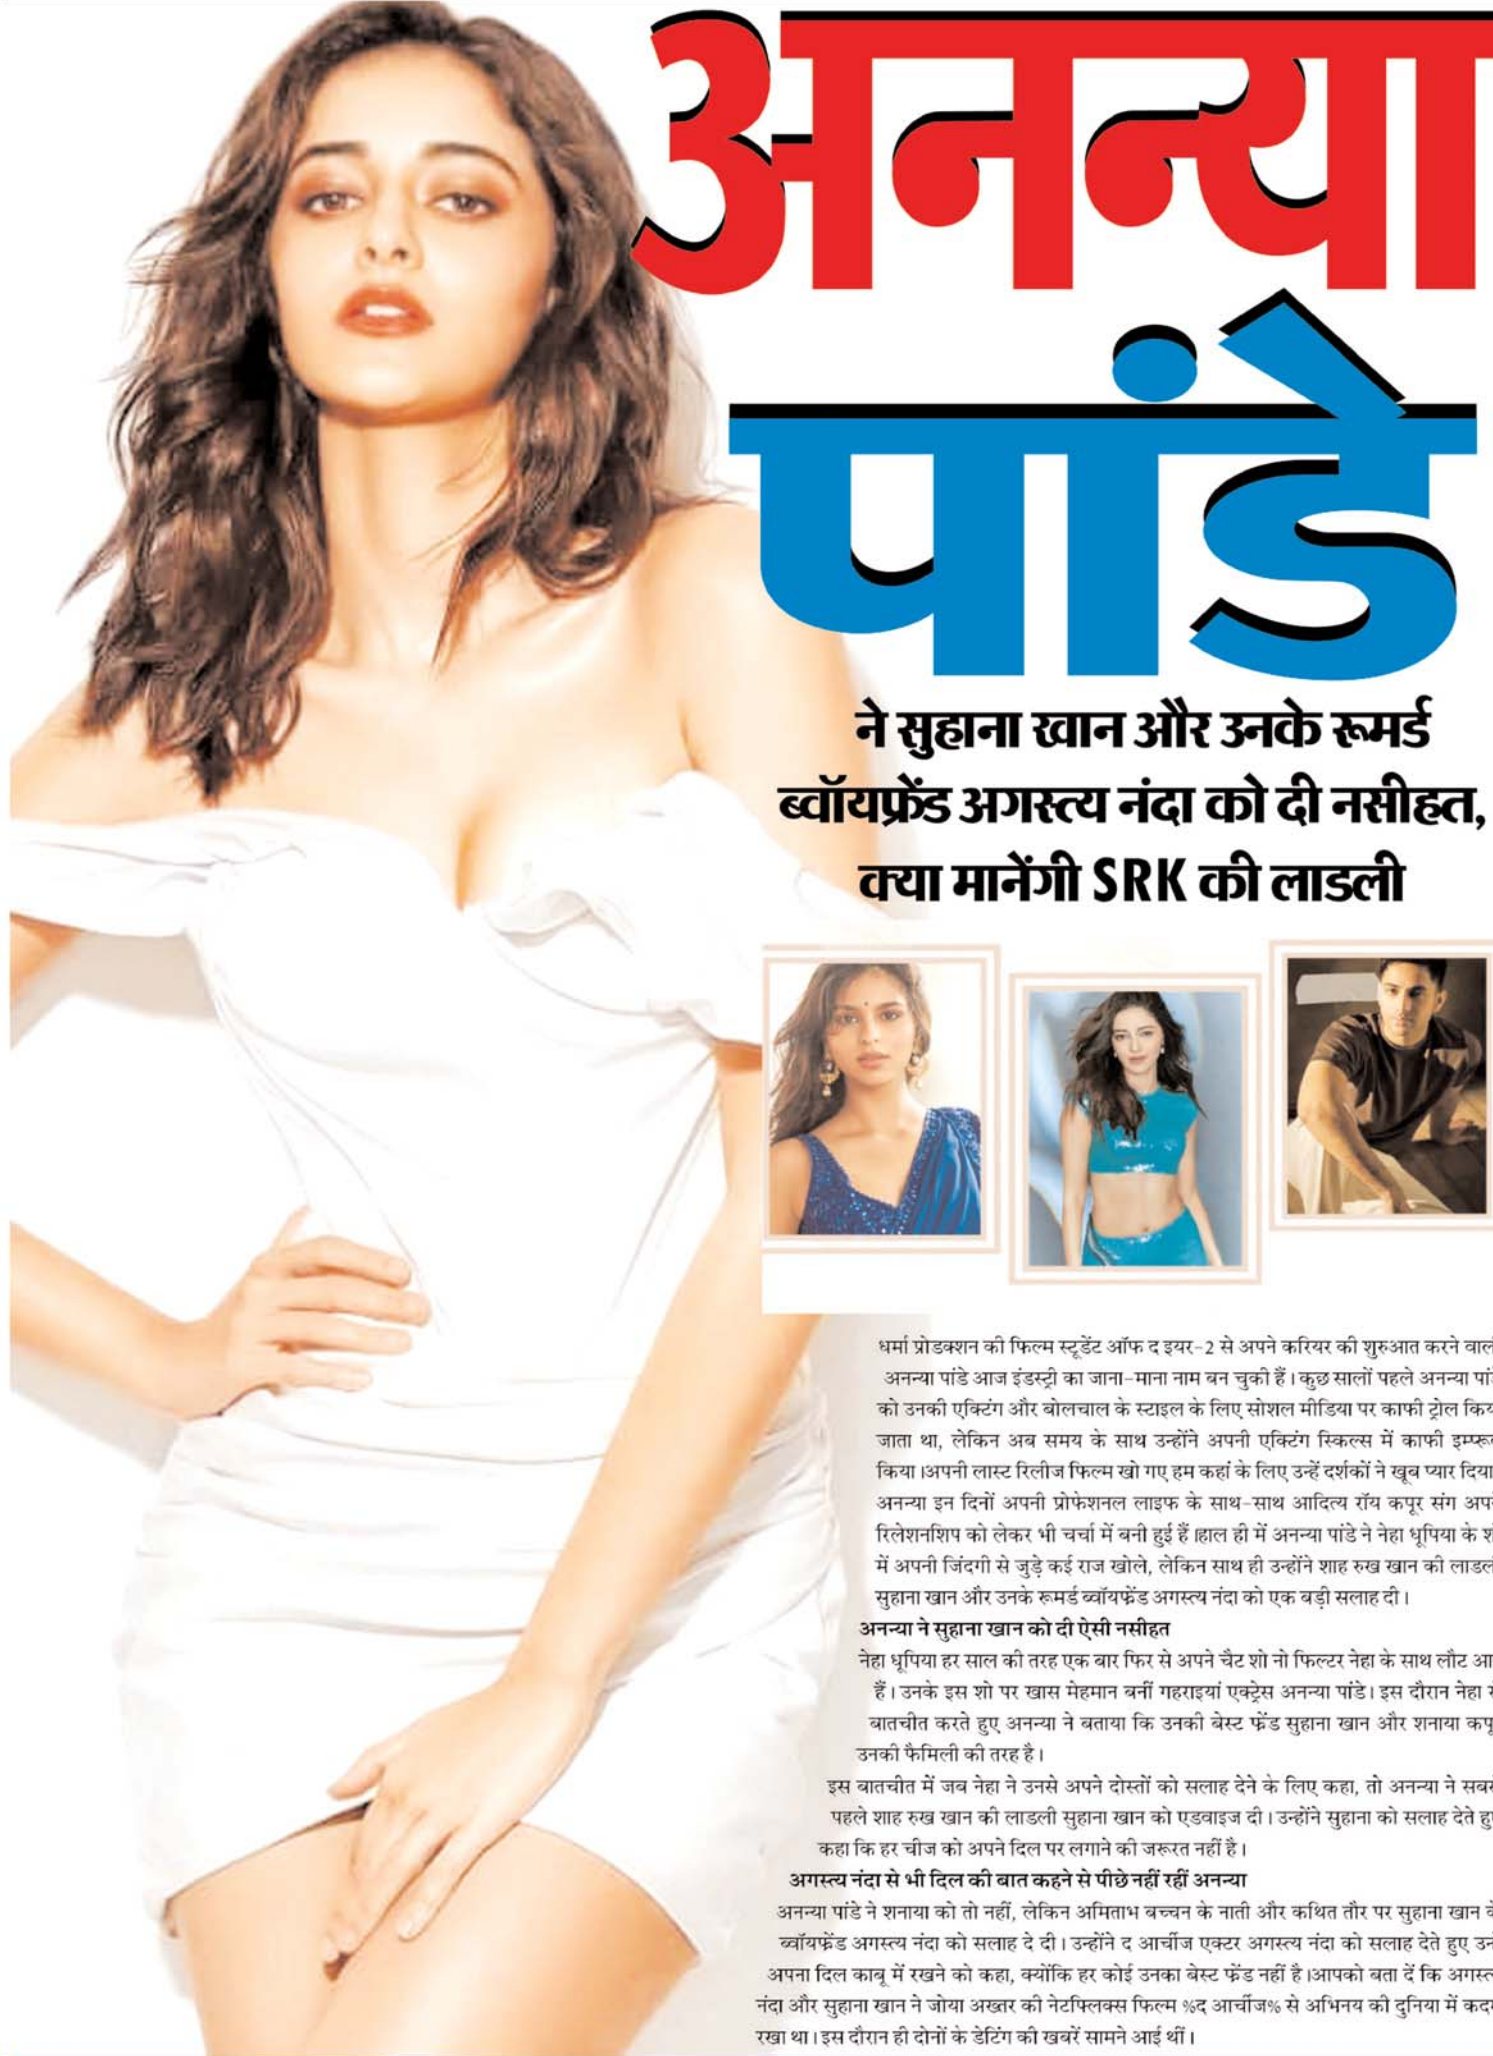 अनन्या
पांडे
ने सुहाना खान और उनके रूमर्ड
ब्वॉयफ्रेंड अगस्त्य नंदा को दी नसीहत,
क्या मानेंगी SRK की लाडली
धर्मा प्रोडक्शन की फिल्म स्टूडेंट ऑफ द इयर-2 से अपने करियर की शुरुआत करने
अनन्या पांडे आज इंडस्ट्री का जाना-माना नाम बन चुकी हैं। कुछ सालों पहले अनन्या
को उनकी एक्टिंग और बोलचाल के स्टाइल के लिए सोशल मीडिया पर काफी ट्रोल
जाता था, लेकिन अब समय के साथ उन्होंने अपनी एक्टिंग स्किल्स में काफी
किया।अपनी लास्ट रिलीज फिल्म खो गए हम कहां के लिए उन्हें दर्शकों ने खूब प्यार दिया
अनन्या इन दिनों अपनी प्रोफेशनल लाइफ के साथ-साथ आदित्य रॉय कपूर संग
रिलेशनशिप को लेकर भी चर्चा में बनी हुई हैं।हाल ही में अनन्या पांडे ने नेहा धूपिया के
में अपनी जिंदगी से जुड़े कई राज खोले, लेकिन साथ ही उन्होंने शाह रुख खान की
सुहाना खान और उनके रूमर्ड ब्वॉयफ्रेंड अगस्त्य नंदा को एक बड़ी सलाह दी।
अनन्या ने सुहाना खान को दी ऐसी नसीहत
नेहा धूपिया हर साल की तरह एक बार फिर से अपने चैट शो नो फिल्टर नेहा के साथ लौट
हैं। उनके इस शो पर खास मेहमान बनीं गहराइयां एक्ट्रेस अनन्या पांडे। इस दौरान नेहा
बातचीत करते हुए अनन्या ने बताया कि उनकी बेस्ट फ्रेंड सुहाना खान और शनाया
उनकी फैमिली की तरह है।
इस बातचीत में जब नेहा ने उनसे अपने दोस्तों को सलाह देने के लिए कहा, तो अनन्या ने
पहले शाह रुख खान की लाडली सुहाना खान को एडवाइज दी। उन्होंने सुहाना को सलाह देते
कहा कि हर चीज को अपने दिल पर लगाने की जरूरत नहीं है।
अगस्त्य नंदा से भी दिल की बात कहने से पीछे नहीं रहीं अनन्या
अनन्या पांडे ने शनाया को तो नहीं, लेकिन अमिताभ बच्चन के नाती और कथित तौर पर सुहाना खान
ब्वॉयफ्रेंड अगस्त्य नंदा को सलाह दे दी। उन्होंने द आर्चीज एक्टर अगस्त्य नंदा को सलाह देते हुए
अपना दिल काबू में रखने को कहा, क्योंकि हर कोई उनका बेस्ट फ्रेंड नहीं है।आपको बता दें कि
नंदा और सुहाना खान ने जोया अख्तर की नेटफ्लिक्स फिल्म %द आर्चीज% से अभिनय की दुनिया में
रखा था। इस दौरान ही दोनों के डेटिंग की खबरें सामने आई थीं।